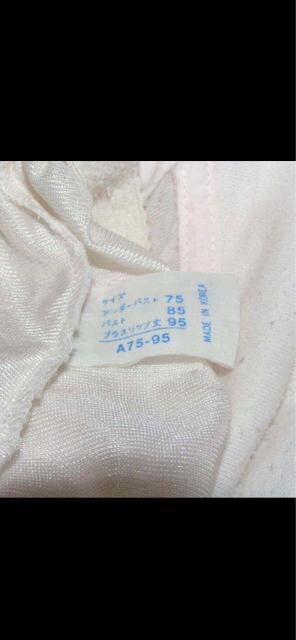 サイズ
アンダーバスト 75
バスト 85
ブラスリップ丈 95
A75-95
MADE IN KOREA